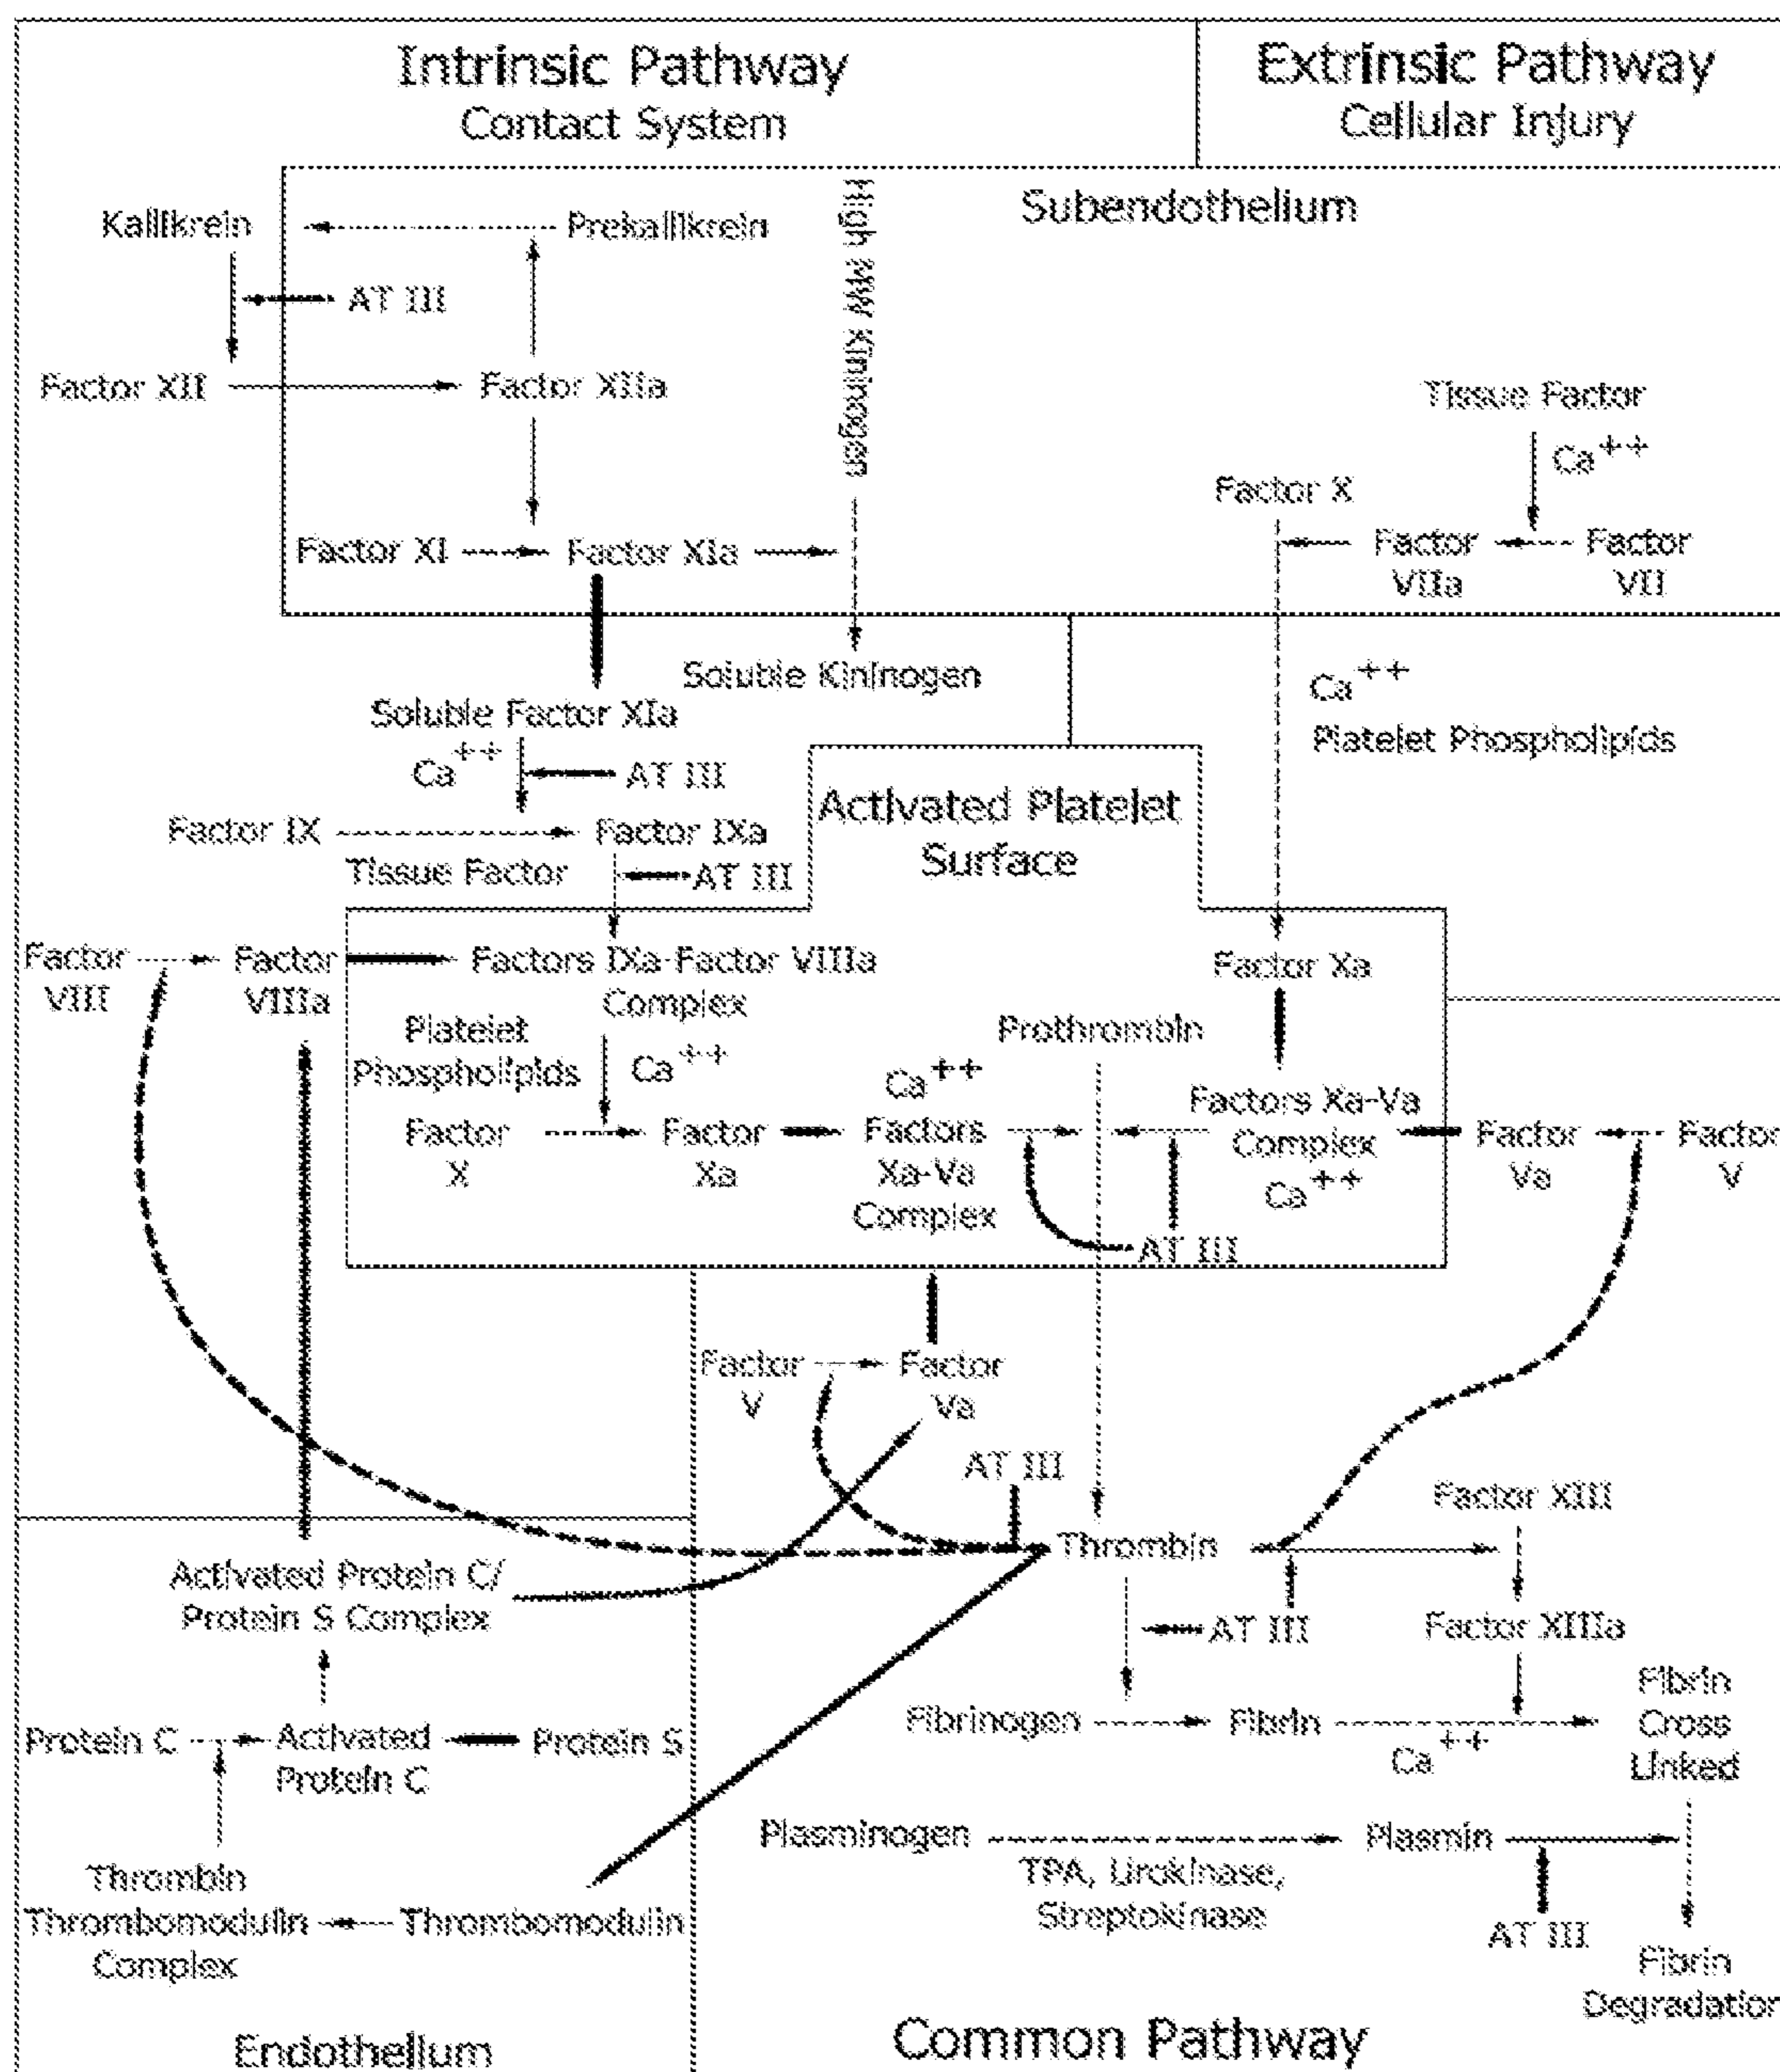 Intrinsic Pathway
Contact System
Extrinsic Pathway
Cellular Injury
Subendothelium
Kallikrein
Prekallikrein
High MW Kininogen
AT III
Factor XII
Factor XIIa
Tissue Factor
Ca++
Factor X
Factor XI
Factor XIa
Factor
VIIa
Factor
VII
Soluble Kininogen
Soluble Factor XIa
Ca++
AT III
Ca++
Platelet Phospholipids
Activated Platelet
Surface
Factor IX
Factor IXa
Tissue Factor
AT III
Factor
VIII
Factor
VIIIa
Factors IXa-Factor VIIIa
Complex
Factor Xa
Platelet
Phospholipids
Ca++
Prothrombin
Ca++
Factor
X
Factor
Xa
Factors
Xa-Va
Complex
Factors Xa-Va
Complex
Ca++
Factor
Va
Factor
V
AT III
Factor
V
Factor
Va
AT III
Thrombin
Factor XIII
Activated Protein C/
Protein S Complex
AT III
Factor XIIIa
Fibrinogen
Fibrin
Ca++
Fibrin
Cross
Linked
Protein C
Activated
Protein C
Protein S
Plasminogen
Plasmin
TPA, Urokinase,
Streptokinase
AT III
Fibrin
Degradation
Thrombin
Thrombomodulin
Complex
Thrombomodulin
Endothelium
Common Pathway